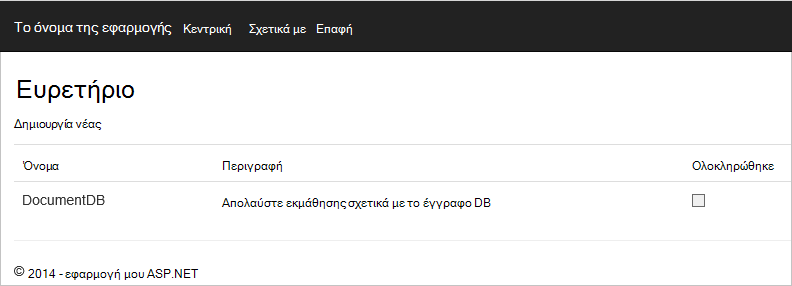 Το όνομα της εφαρμογής Κεντρική Σχετικά με Επαφή
Ευρετήριο
Δημιουργία νέας
Όνομα Περιγραφή Ολοκληρώθηκε
DocumentDB Απολαύστε εκμάθησης σχετικά με το έγγραφο DB
© 2014 - εφαρμογή μου ASP.NET